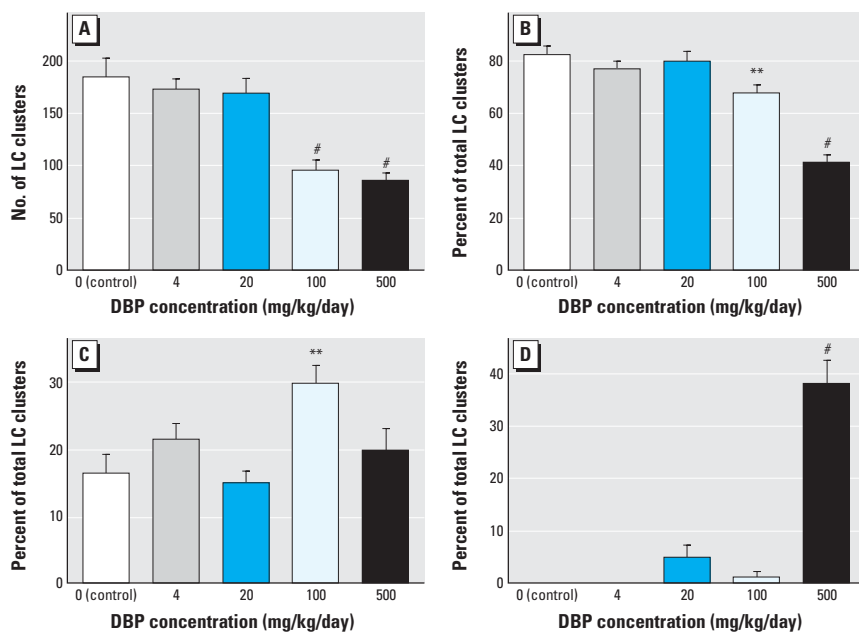 A
No. of LC clusters
200
150
100
50
0
#
#
0 (control) 4 20 100 500
DBP concentration (mg/kg/day)
B
Percent of total LC clusters
80
60
40
20
0
**
#
0 (control) 4 20 100 500
DBP concentration (mg/kg/day)
C
Percent of total LC clusters
30
20
10
0
**
0 (control) 4 20 100 500
DBP concentration (mg/kg/day)
D
Percent of total LC clusters
40
30
20
10
0
#
0 (control) 4 20 100 500
DBP concentration (mg/kg/day)